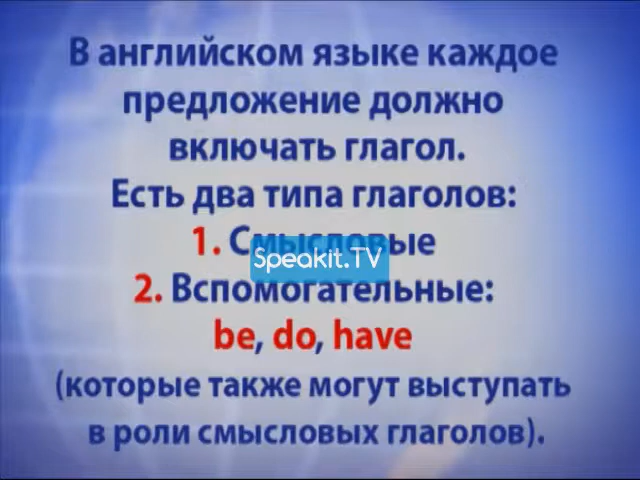 В английском языке каждое
предложение должно
включать глагол.
Есть два типа глаголов:
1. Смысловые
Speakit.TV
2. Вспомогательные:
be, do, have
(которые также могут выступать
в роли смысловых глаголов).